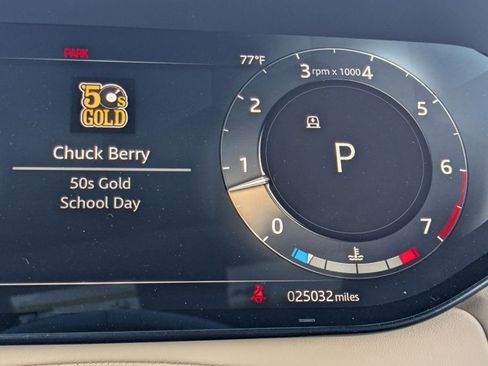 PARK
77°F
'50s
GOLD
Chuck Berry
50s Gold
School Day
3 rpm x 1000 4
2 5
1 P 6
0 7
025032 miles